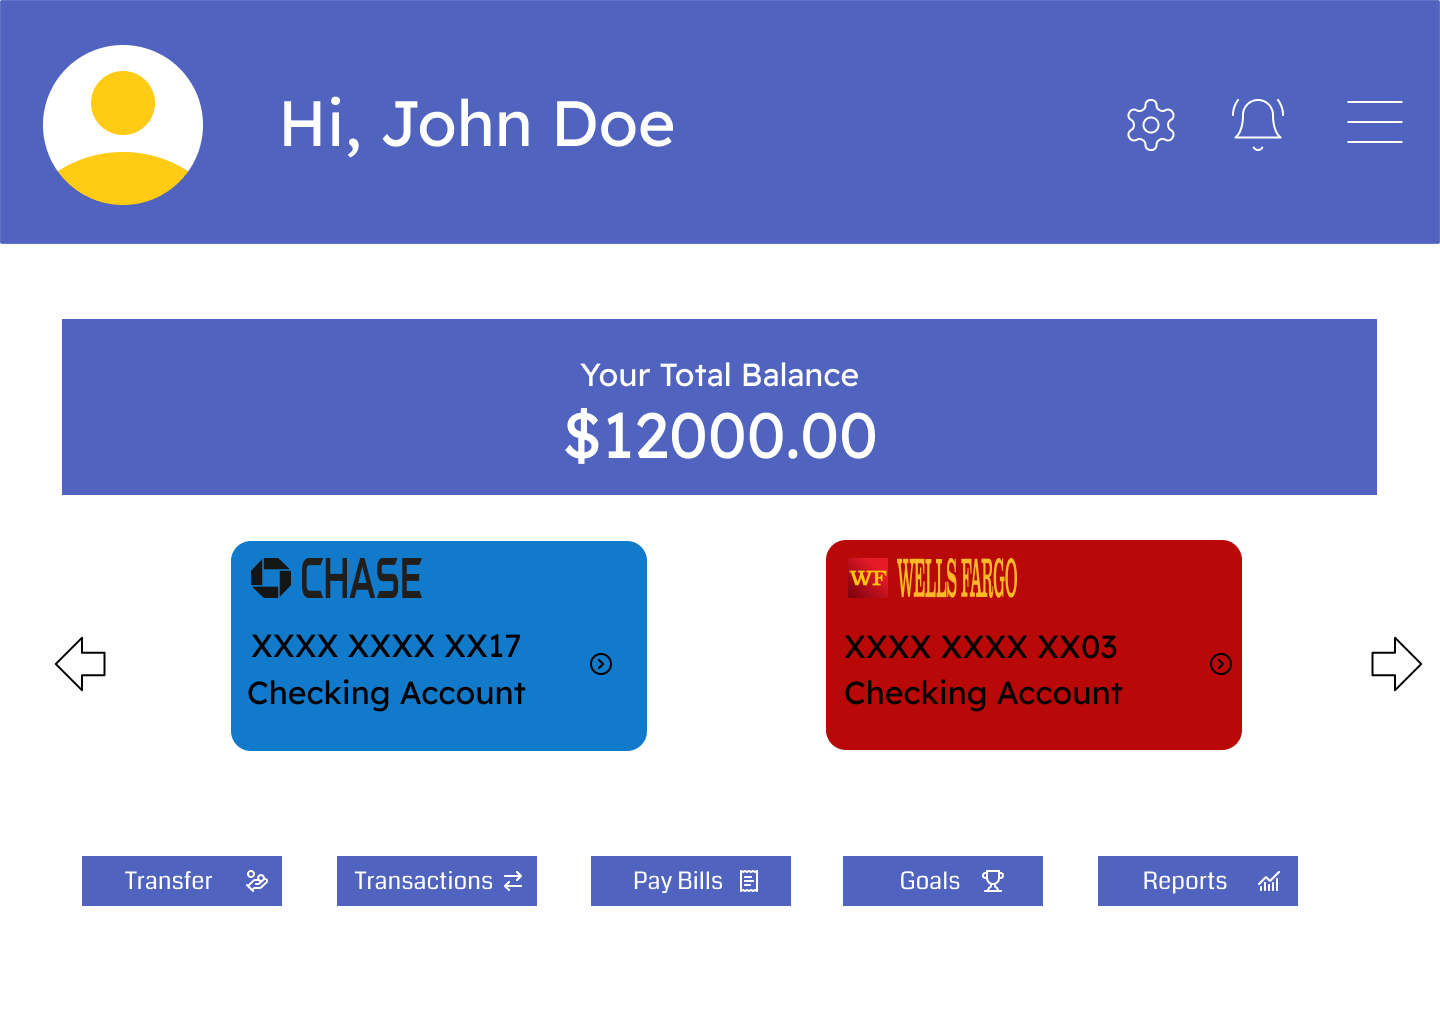 Hi, John Doe
Your Total Balance
$12000.00
CHASE
XXXX XXXX XX17
Checking Account
WF WELLS FARGO
XXXX XXXX XX03
Checking Account
Transfer
Transactions
Pay Bills
Goals
Reports